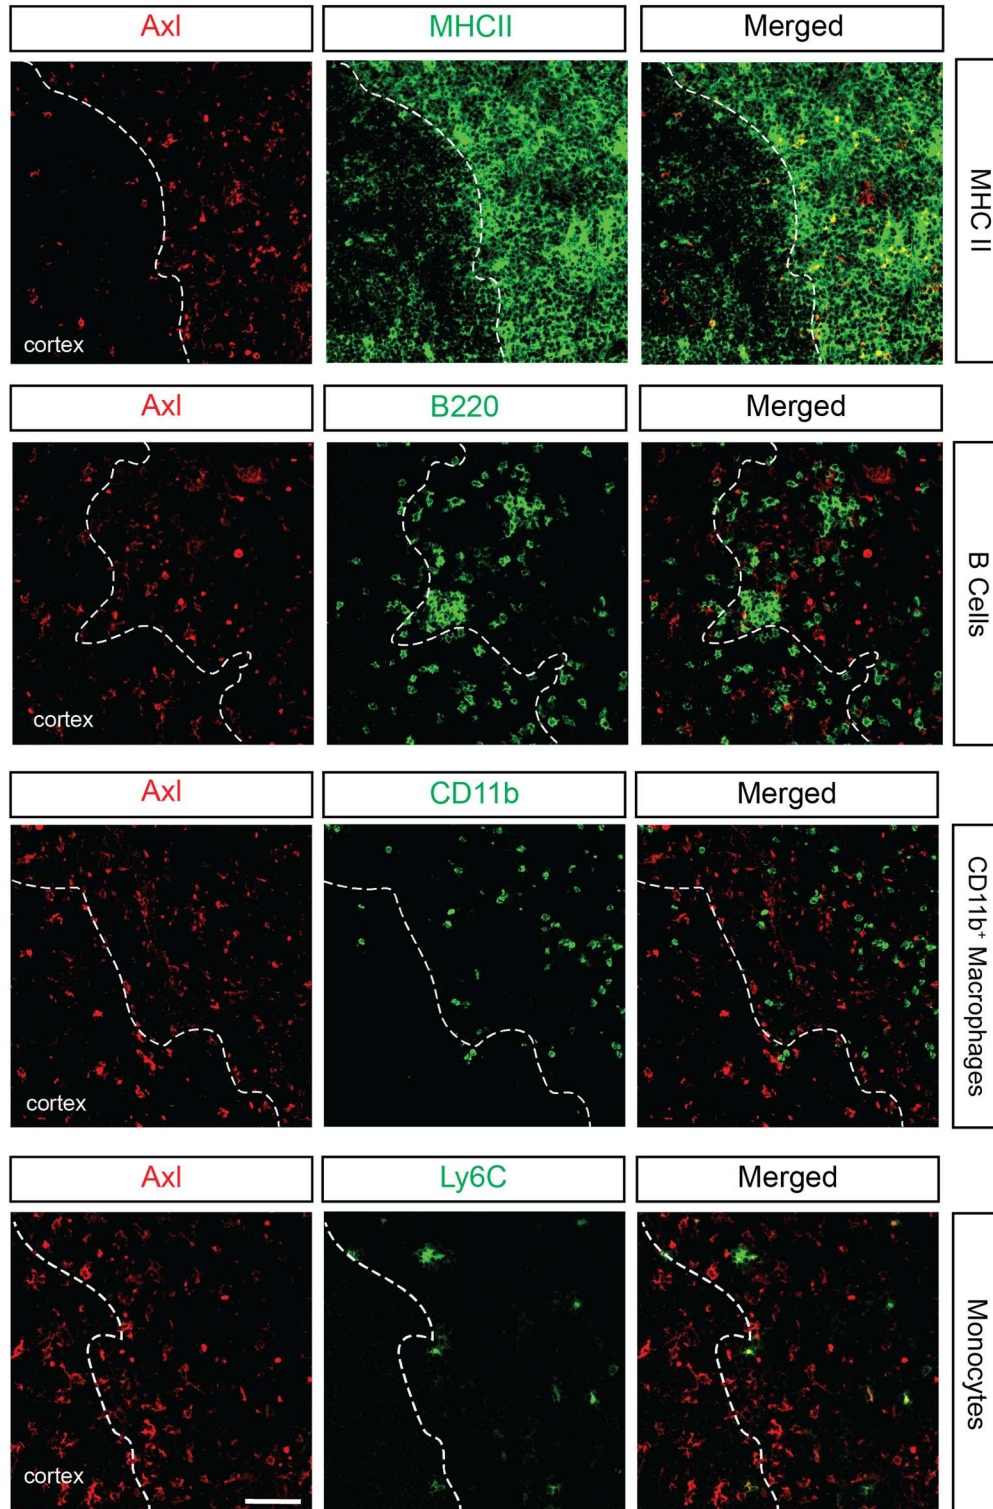 Axl
MHCII
Merged
cortex
MHC II
Axl
B220
Merged
cortex
B Cells
Axl
CD11b
Merged
cortex
CD11b⁺ Macrophages
Axl
Ly6C
Merged
cortex
Monocytes